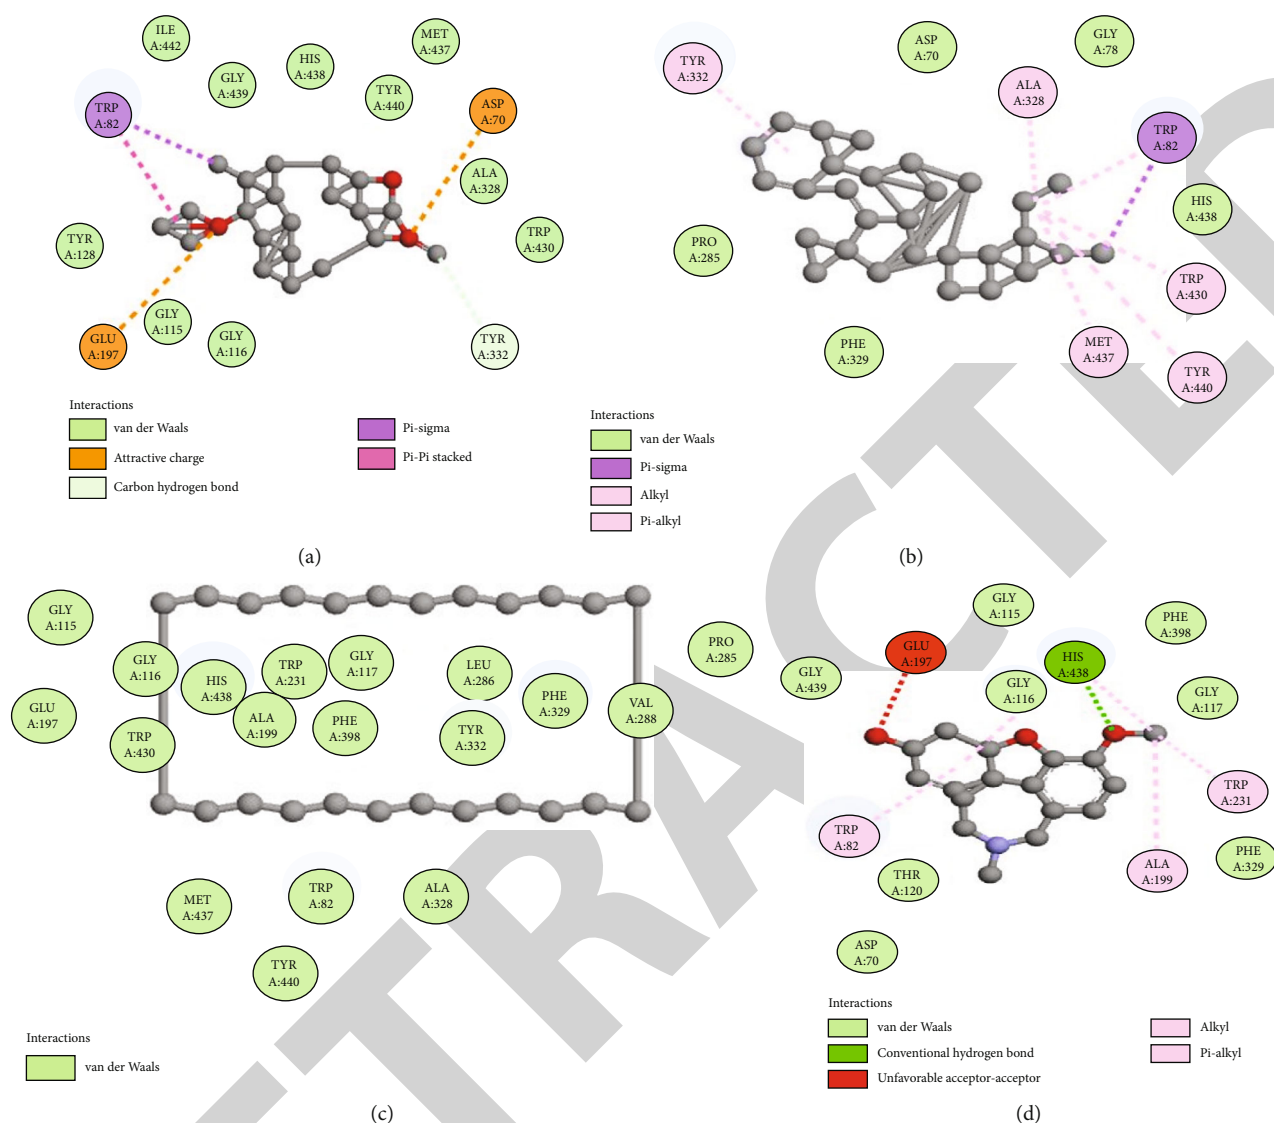 ILE
A:442
GLY
A:439
HIS
A:438
MET
A:437
TYR
A:440
TRP
A:82
ASP
A:70
ALA
A:328
TYR
A:128
TRP
A:430
GLY
A:115
GLY
A:116
GLU
A:197
TYR
A:332
Interactions
van der Waals
Attractive charge
Carbon hydrogen bond
Pi-sigma
Pi-Pi stacked
(a)
TYR
A:332
ASP
A:70
GLY
A:78
ALA
A:328
TRP
A:82
HIS
A:438
PRO
A:285
TRP
A:430
PHE
A:329
MET
A:437
TYR
A:440
Interactions
van der Waals
Pi-sigma
Alkyl
Pi-alkyl
(b)
GLY
A:115
GLY
A:116
HIS
A:438
TRP
A:231
GLY
A:117
LEU
A:286
PHE
A:329
VAL
A:288
GLU
A:197
TRP
A:430
ALA
A:199
PHE
A:398
TYR
A:332
MET
A:437
TRP
A:82
ALA
A:328
TYR
A:440
Interactions
van der Waals
(c)
PRO
A:285
GLY
A:439
GLU
A:197
GLY
A:115
GLY
A:116
HIS
A:438
PHE
A:398
GLY
A:117
TRP
A:231
TRP
A:82
THR
A:120
ALA
A:199
PHE
A:329
ASP
A:70
Interactions
van der Waals
Conventional hydrogen bond
Unfavorable acceptor-acceptor
Alkyl
Pi-alkyl
(d)
TRACTED